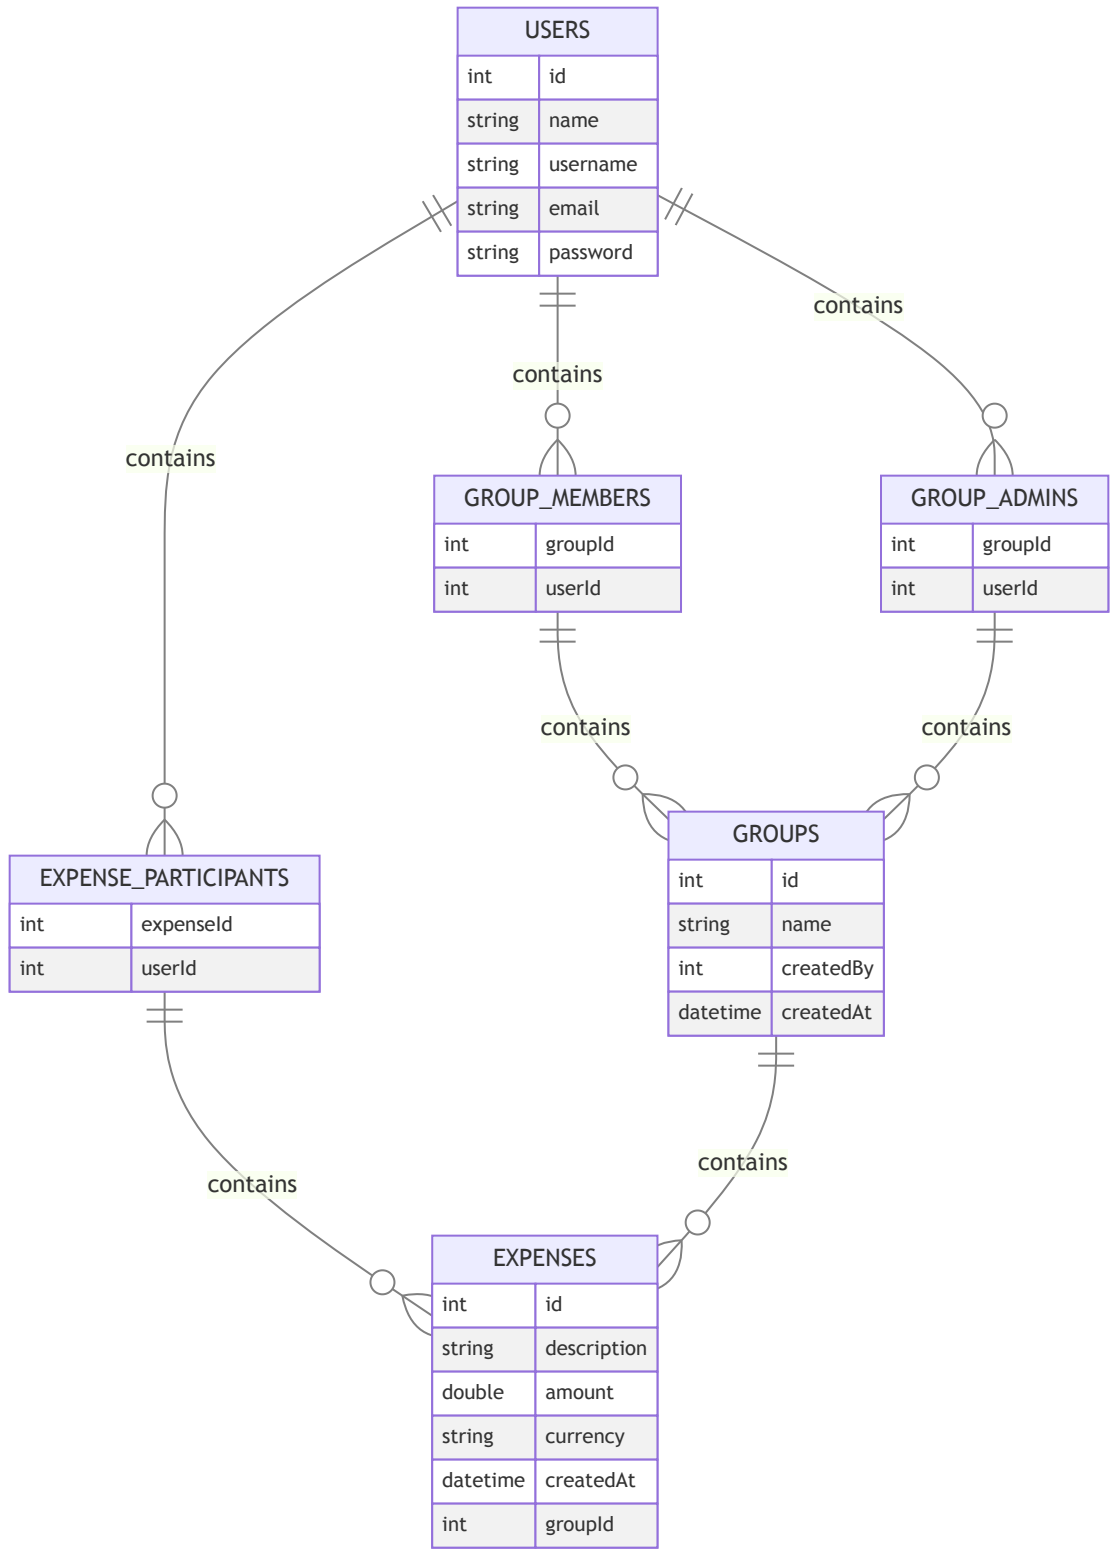 USERS
int id
string name
string username
string email
string password
contains
contains
contains
GROUP_MEMBERS
int groupId
int userId
GROUP_ADMINS
int groupId
int userId
contains
contains
EXPENSE_PARTICIPANTS
int expenseId
int userId
GROUPS
int id
string name
int createdBy
datetime createdAt
contains
contains
EXPENSES
int id
string description
double amount
string currency
datetime createdAt
int groupId